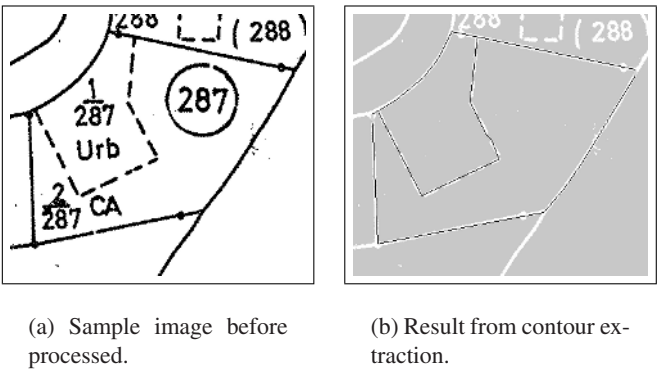 288 ( 288
288 ( 288
1
287
287
Urb
2
287 CA
(a) Sample image before
processed.
(b) Result from contour ex-
traction.